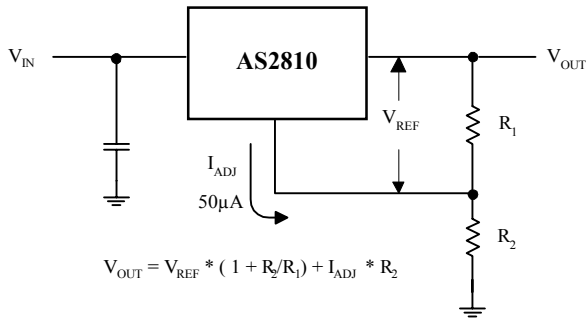 AS2810
V_IN
V_OUT
V_REF
R_1
I_ADJ
50µA
R_2
V_OUT = V_REF * ( 1 + R_2/R_1) + I_ADJ * R_2